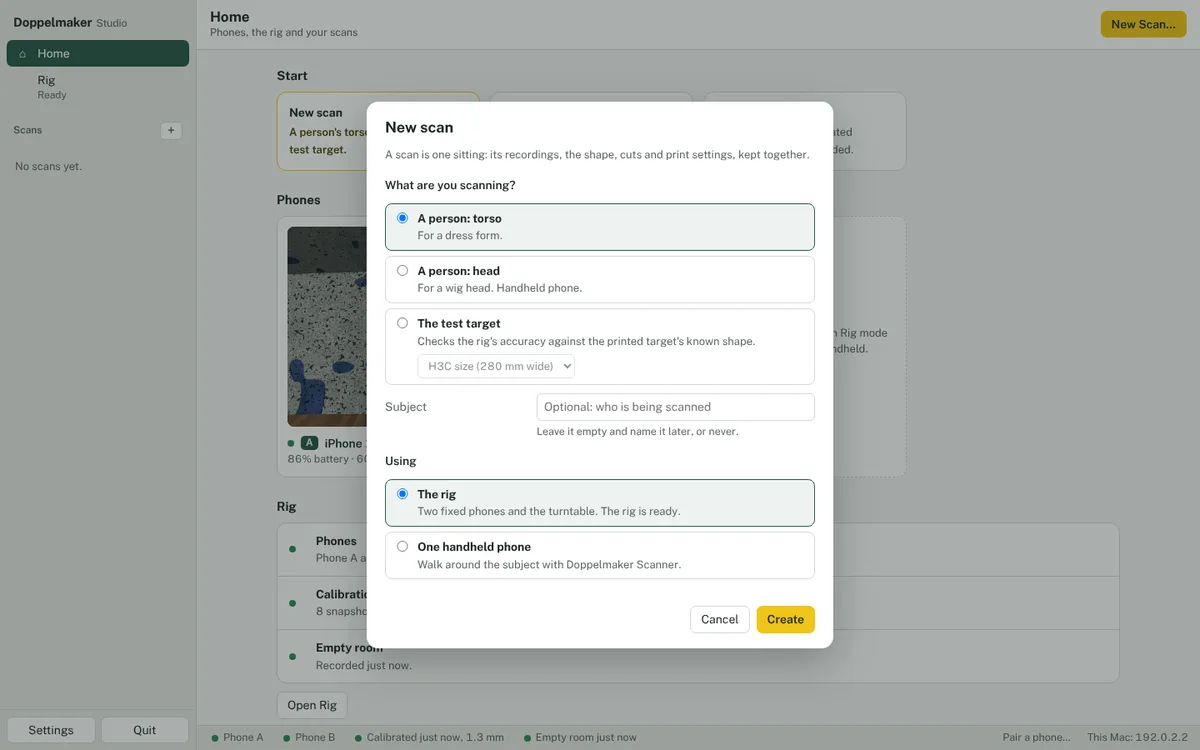 Doppelmaker Studio
Home
Rig
Ready
Scans
+
No scans yet.
Settings
Quit
Home
Phones, the rig and your scans
New Scan...
Start
New scan
A person's
test target.
Phones
A iPhone
86% battery ·
Rig
Phones
Phone A
8 snapshots
Empty room
Recorded just now.
Open Rig
Rig mode
New scan
A scan is one sitting: its recordings, the shape, cuts and print settings, kept together.
What are you scanning?
A person: torso
For a dress form.
A person: head
For a wig head. Handheld phone.
The test target
Checks the rig's accuracy against the printed target's known shape.
H3C size (280 mm wide)
Subject
Optional: who is being scanned
Leave it empty and name it later, or never.
Using
The rig
Two fixed phones and the turntable. The rig is ready.
One handheld phone
Walk around the subject with Doppelmaker Scanner.
Cancel
Create
Phone A
Phone B
Calibrated just now, 1.3 mm
Empty room just now
Pair a phone...
This Mac: 192.0.2.2